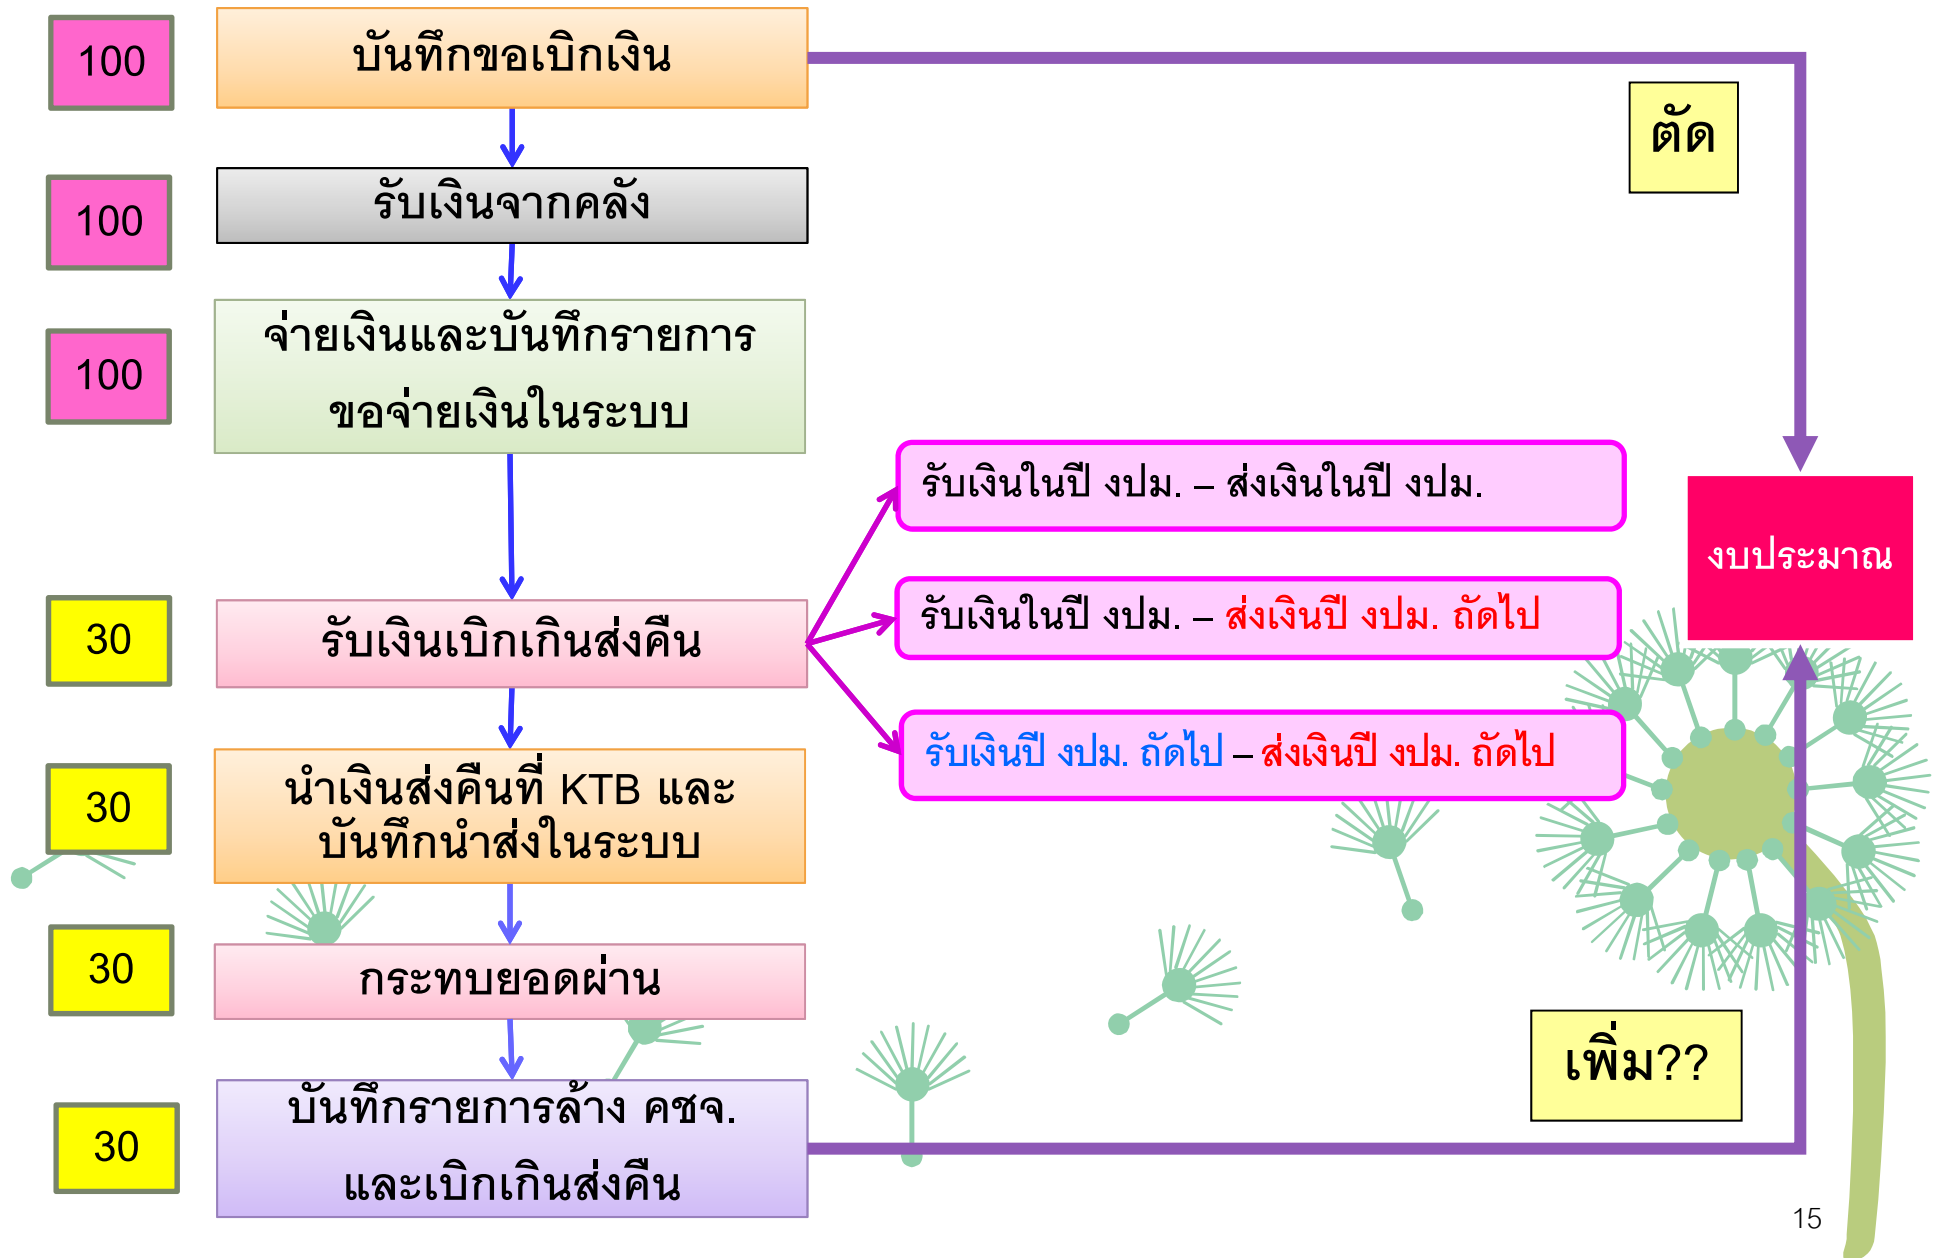 100
บันทึกขอเบิกเงิน
ตัด
100
รับเงินจากคลัง
100
จ่ายเงินและบันทึกรายการ
ขอจ่ายเงินในระบบ
รับเงินในปี งปม. – ส่งเงินในปี งปม.
งบประมาณ
30
รับเงินเบิกเกินส่งคืน
รับเงินในปี งปม. – ส่งเงินปี งปม. ถัดไป
รับเงินปี งปม. ถัดไป – ส่งเงินปี งปม. ถัดไป
30
นำเงินส่งคืนที่ KTB และ
บันทึกนำส่งในระบบ
30
กระทบยอดผ่าน
เพิ่ม??
30
บันทึกรายการล้าง คชจ.
และเบิกเกินส่งคืน
15